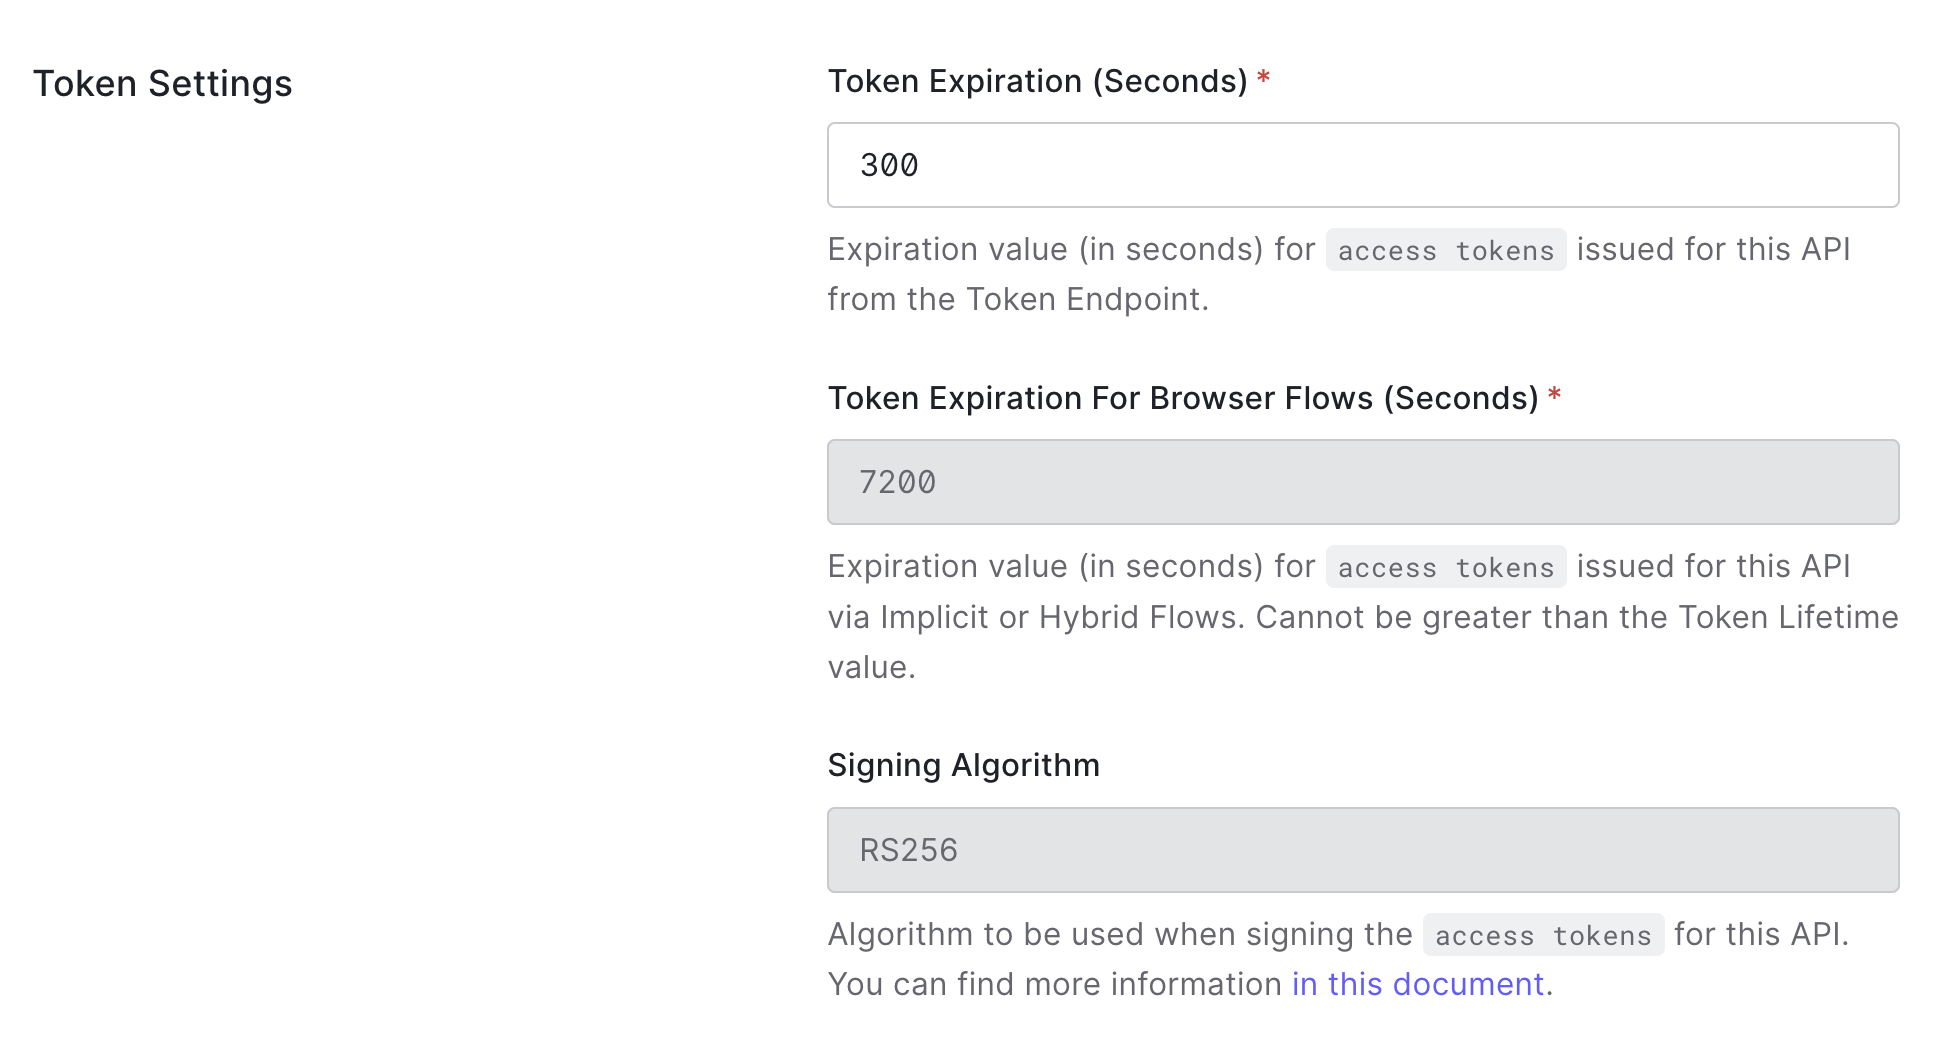 Token Settings
Token Expiration (Seconds) *
300
Expiration value (in seconds) for access tokens issued for this API
from the Token Endpoint.
Token Expiration For Browser Flows (Seconds) *
7200
Expiration value (in seconds) for access tokens issued for this API
via Implicit or Hybrid Flows. Cannot be greater than the Token Lifetime
value.
Signing Algorithm
RS256
Algorithm to be used when signing the access tokens for this API.
You can find more information in this document.